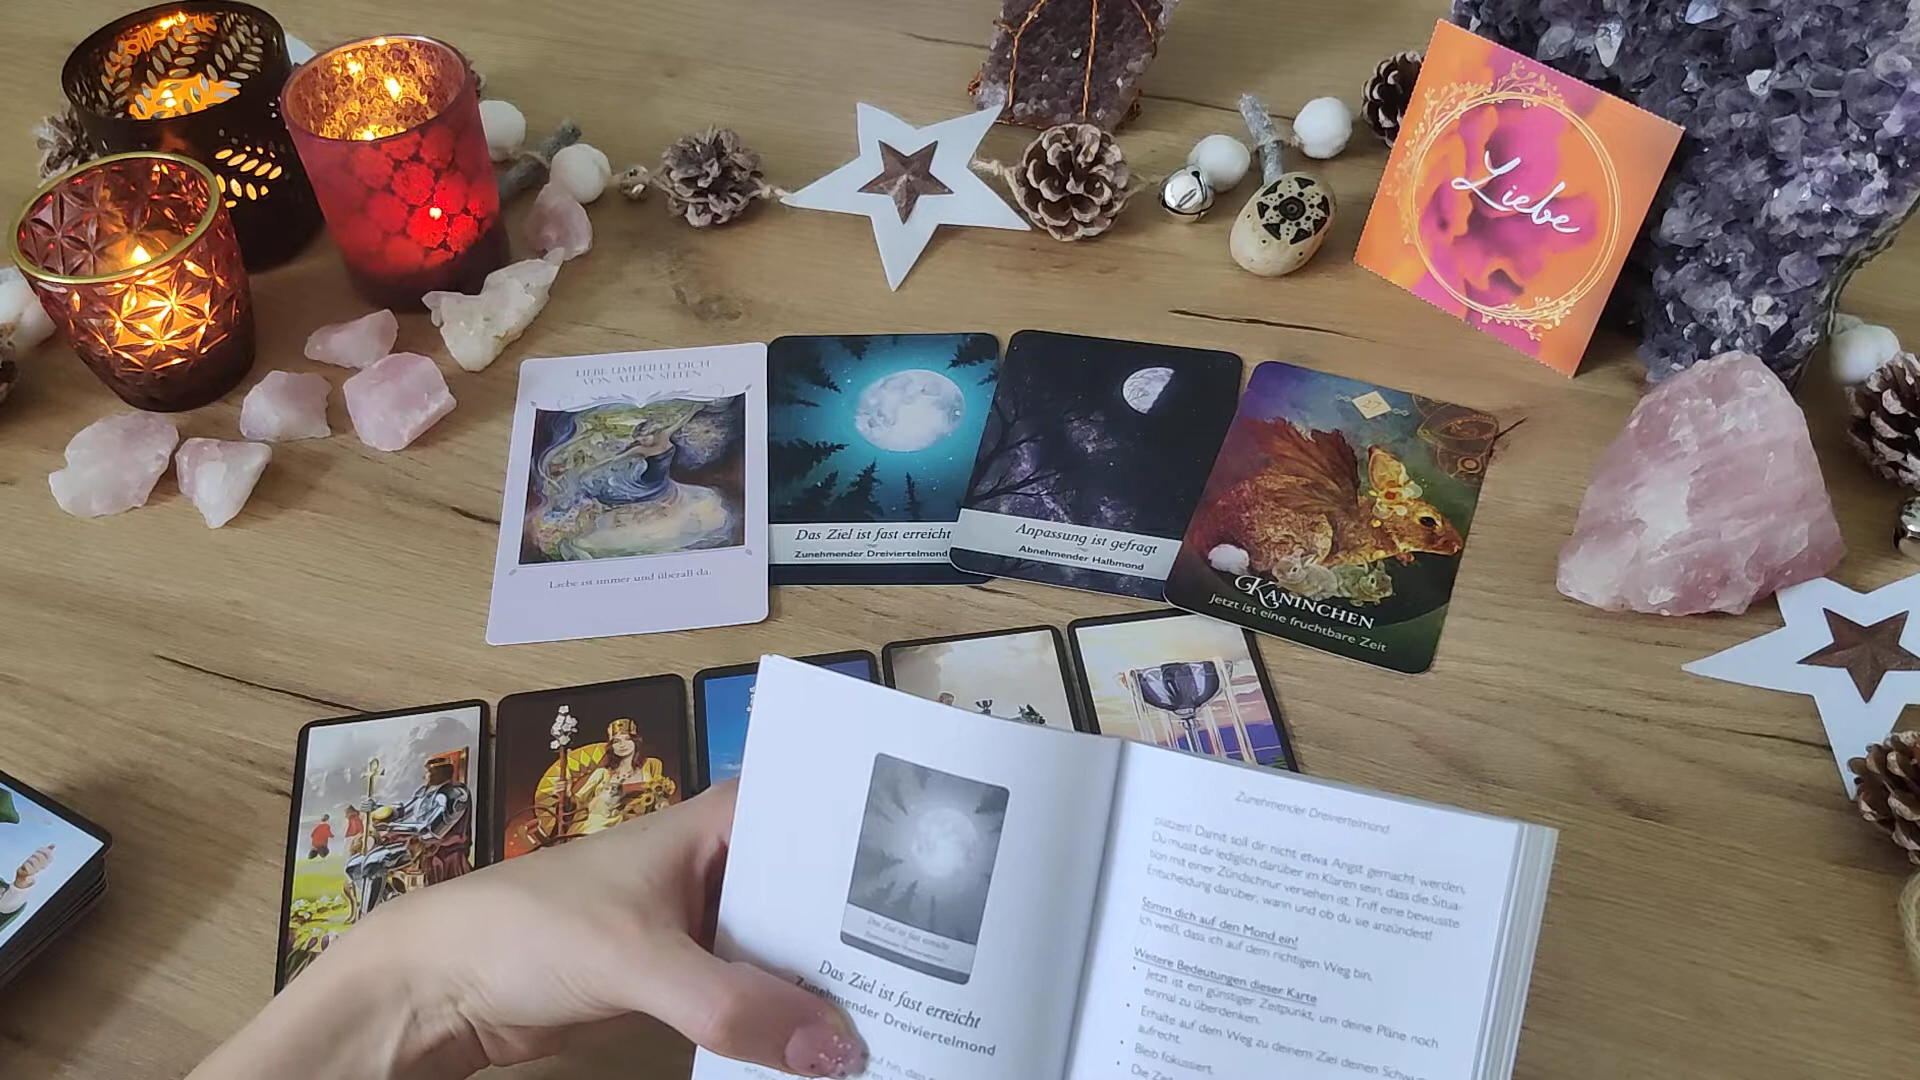 Liebe
LIEBE UMHÜLLT DICH
VON ALLEN SEITEN
Liebe ist immer und überall da.
Das Ziel ist fast erreicht
Zunehmender Dreiviertelmond
Anpassung ist gefragt
Abnehmender Halbmond
KANINCHEN
Jetzt ist eine fruchtbare Zeit
Das Ziel ist fast erreicht
Das Ziel ist fast erreicht
Zunehmender Dreiviertelmond
Zunehmender Dreiviertelmond
platzen! Damit soll dir nicht etwa Angst gemacht werden.
Du musst dir lediglich darüber im Klaren sein, dass die Situa-
tion mit einer Zündschnur versehen ist. Triff eine bewusste
Entscheidung darüber, wann und ob du sie anzündest!
Stimm dich auf den Mond ein!
Ich weiß, dass ich auf dem richtigen Weg bin.
Weitere Bedeutungen dieser Karte
• Jetzt ist ein günstiger Zeitpunkt, um deine Pläne noch
einmal zu überdenken.
• Erhalte auf dem Weg zu deinem Ziel deinen
aufrecht.
• Bleib fokussiert.
• Die